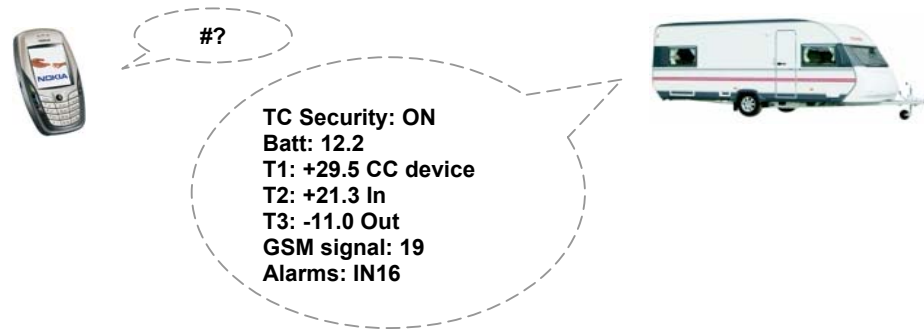 #?
NOKIA
TC Security: ON
Batt: 12.2
T1: +29.5 CC device
T2: +21.3 In
T3: -11.0 Out
GSM signal: 19
Alarms: IN16